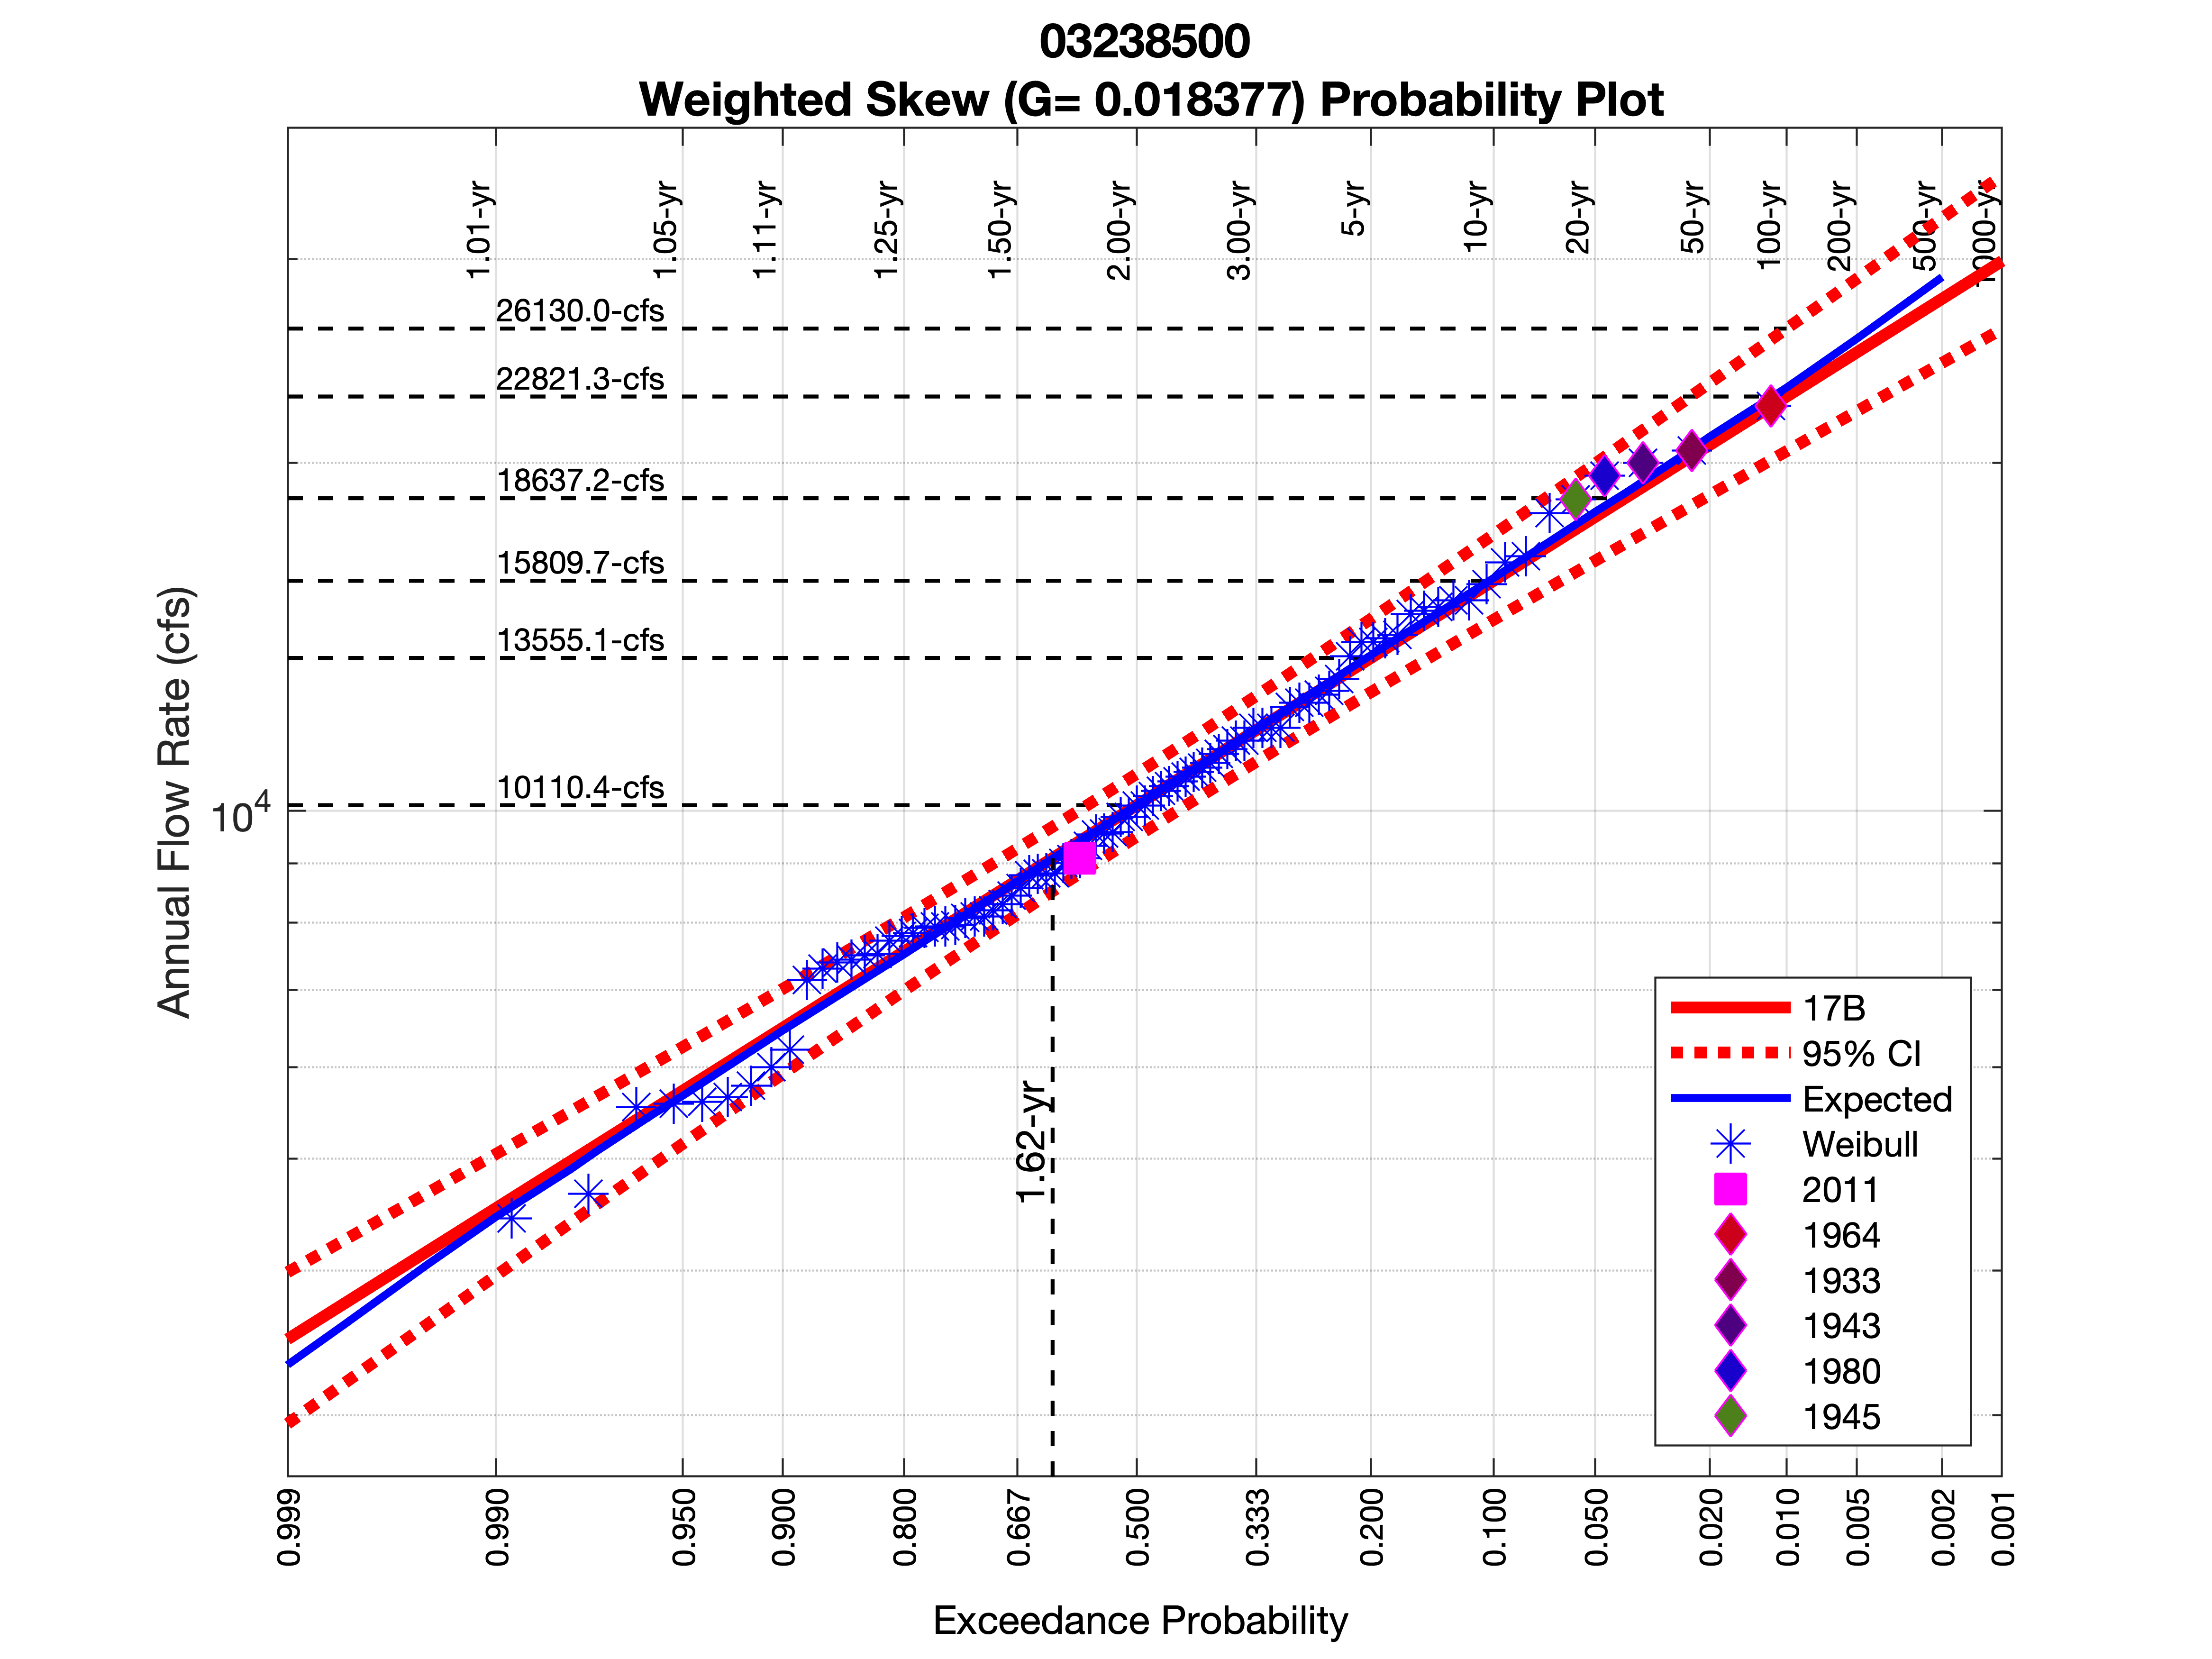 03238500
Weighted Skew (G= 0.018377) Probability Plot
1.01-yr
1.05-yr
1.11-yr
1.25-yr
1.50-yr
2.00-yr
3.00-yr
5-yr
10-yr
20-yr
50-yr
100-yr
200-yr
500-yr
1000-yr
26130.0-cfs
22821.3-cfs
18637.2-cfs
15809.7-cfs
13555.1-cfs
10110.4-cfs
Annual Flow Rate (cfs)
10⁴
1.62-yr
17B
95% CI
Expected
Weibull
2011
1964
1933
1943
1980
1945
0.999
0.990
0.950
0.900
0.800
0.667
0.500
0.333
0.200
0.100
0.050
0.020
0.010
0.005
0.002
0.001
Exceedance Probability